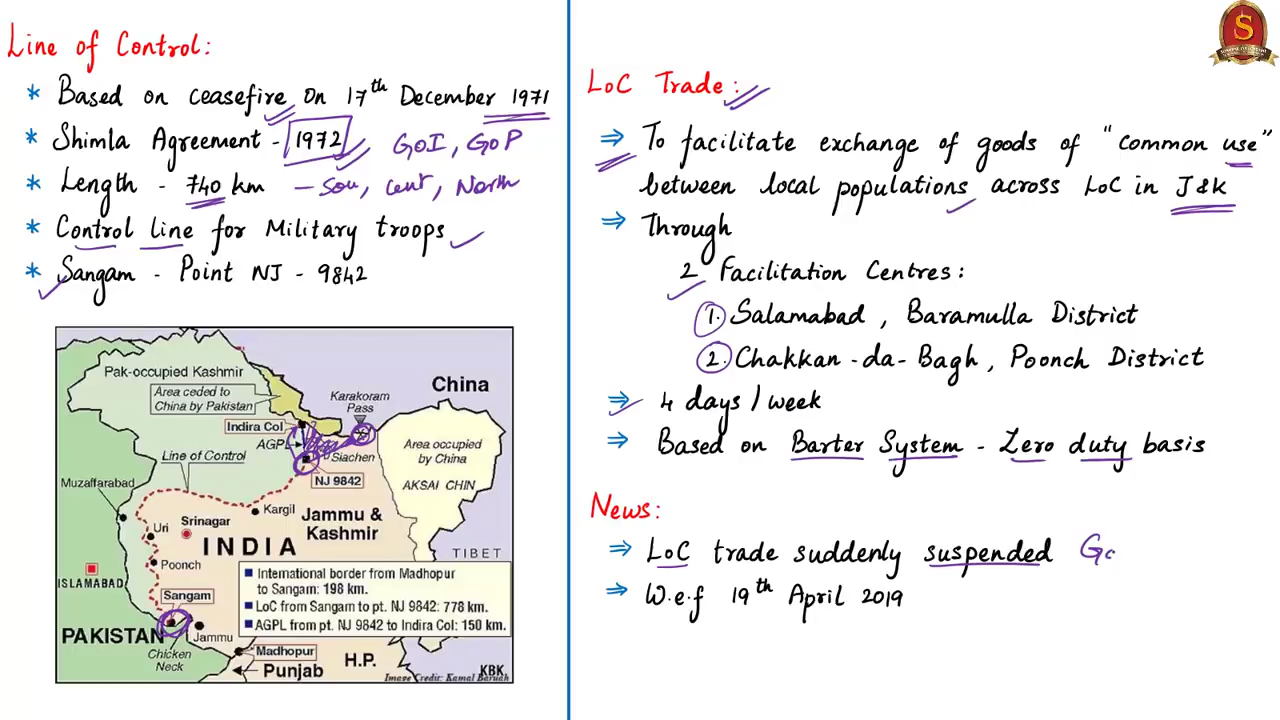 Line of Control:
* Based on ceasefire on 17th December 1971
* Shimla Agreement - 1972 GOI, GOP
* Length - 740 km - Sou, cent, North
* Control line for Military troops
* Sangam - Point NJ - 9842
Pak-occupied Kashmir
Area ceded to
China by Pakistan
Karakoram
Pass
China
Indira Col
AGPL
Siachen
NJ 9842
Area occupied
by China
AKSAI CHIN
Line of Control
Muzaffarabad
Kargil
Uri
Srinagar
Jammu &
Kashmir
INDIA
TIBET
Poonch
ISLAMABAD
Sangam
PAKISTAN
Jammu
Chicken
Neck
Madhopur
Punjab
H.P.
KBK
International border from Madhopur
to Sangam: 198 km.
LoC from Sangam to pt. NJ 9842: 778 km.
AGPL from pt. NJ 9842 to Indira Col: 150 km.
Image Credit: Kamal Baruah
S
LoC Trade:
⇒ To facilitate exchange of goods of "common use"
between local populations across LoC in J&K
⇒ Through
2 Facilitation Centres:
1. Salamabad, Baramulla District
2. Chakkan-da-Bagh, Poonch District
⇒ 4 days/week
⇒ Based on Barter System - Zero duty basis
News:
⇒ LoC trade suddenly suspended Go
⇒ W.e.f 19th April 2019